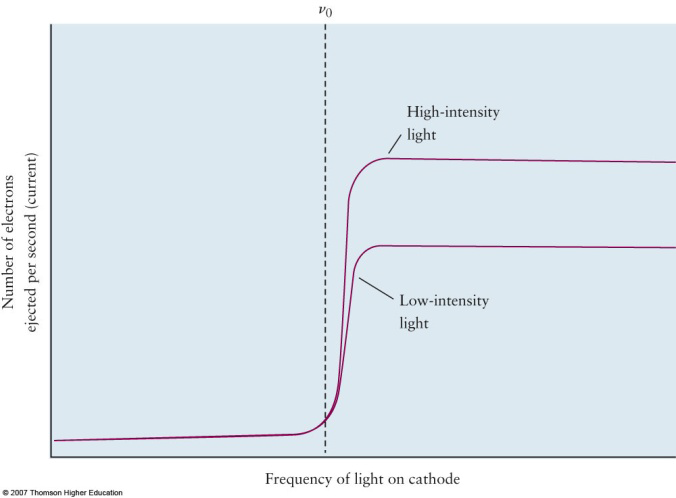 ν0
High-intensity
light
Low-intensity
light
Number of electrons
ejected per second (current)
Frequency of light on cathode
© 2007 Thomson Higher Education